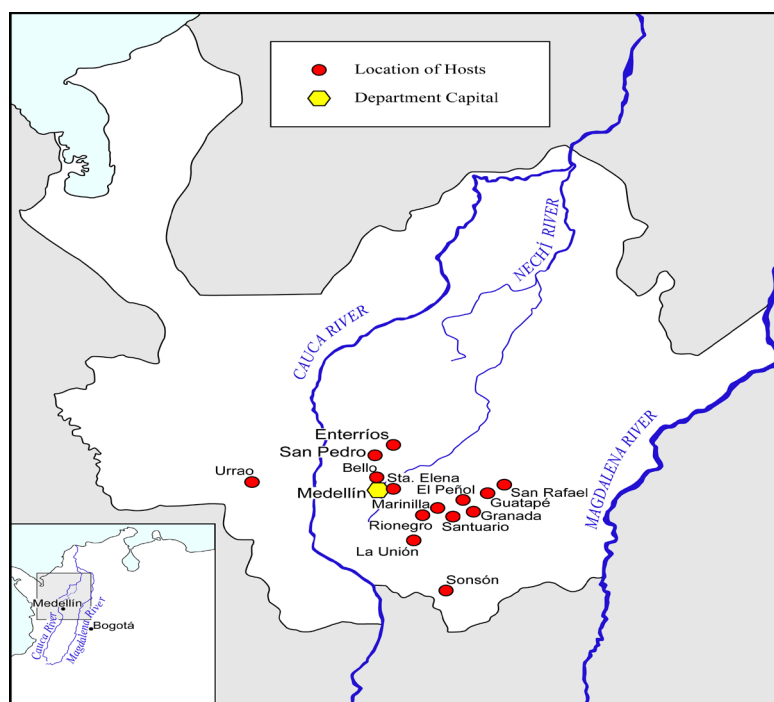 Location of Hosts
Department Capital
NECHÍ RIVER
CAUCA RIVER
MAGDALENA RIVER
Enterríos
San Pedro
Bello
Urrao
Sta. Elena
Medellín
El Peñol
San Rafael
Marinilla
Guatapé
Granada
Rionegro
Santuario
La Unión
Sonsón
Medellín
Bogotá
Cauca River
Magdalena River